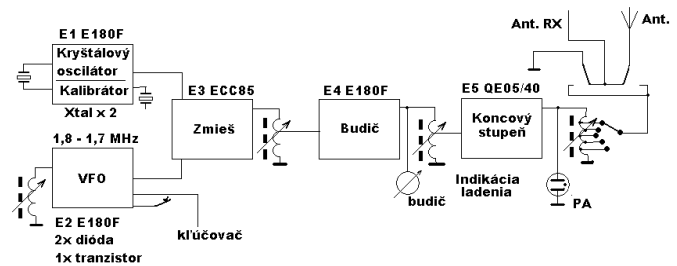 E1 E180F
Kryštálový
oscilátor
Kalibrátor
Xtal x 2
1,8 - 1,7 MHz
VFO
E2 E180F
2x dióda
1x tranzistor
kľúčovač
E3 ECC85
Zmieš
E4 E180F
Budič
budič
E5 QE05/40
Koncový
stupeň
Indikácia
ladenia
PA
Ant. RX
Ant.